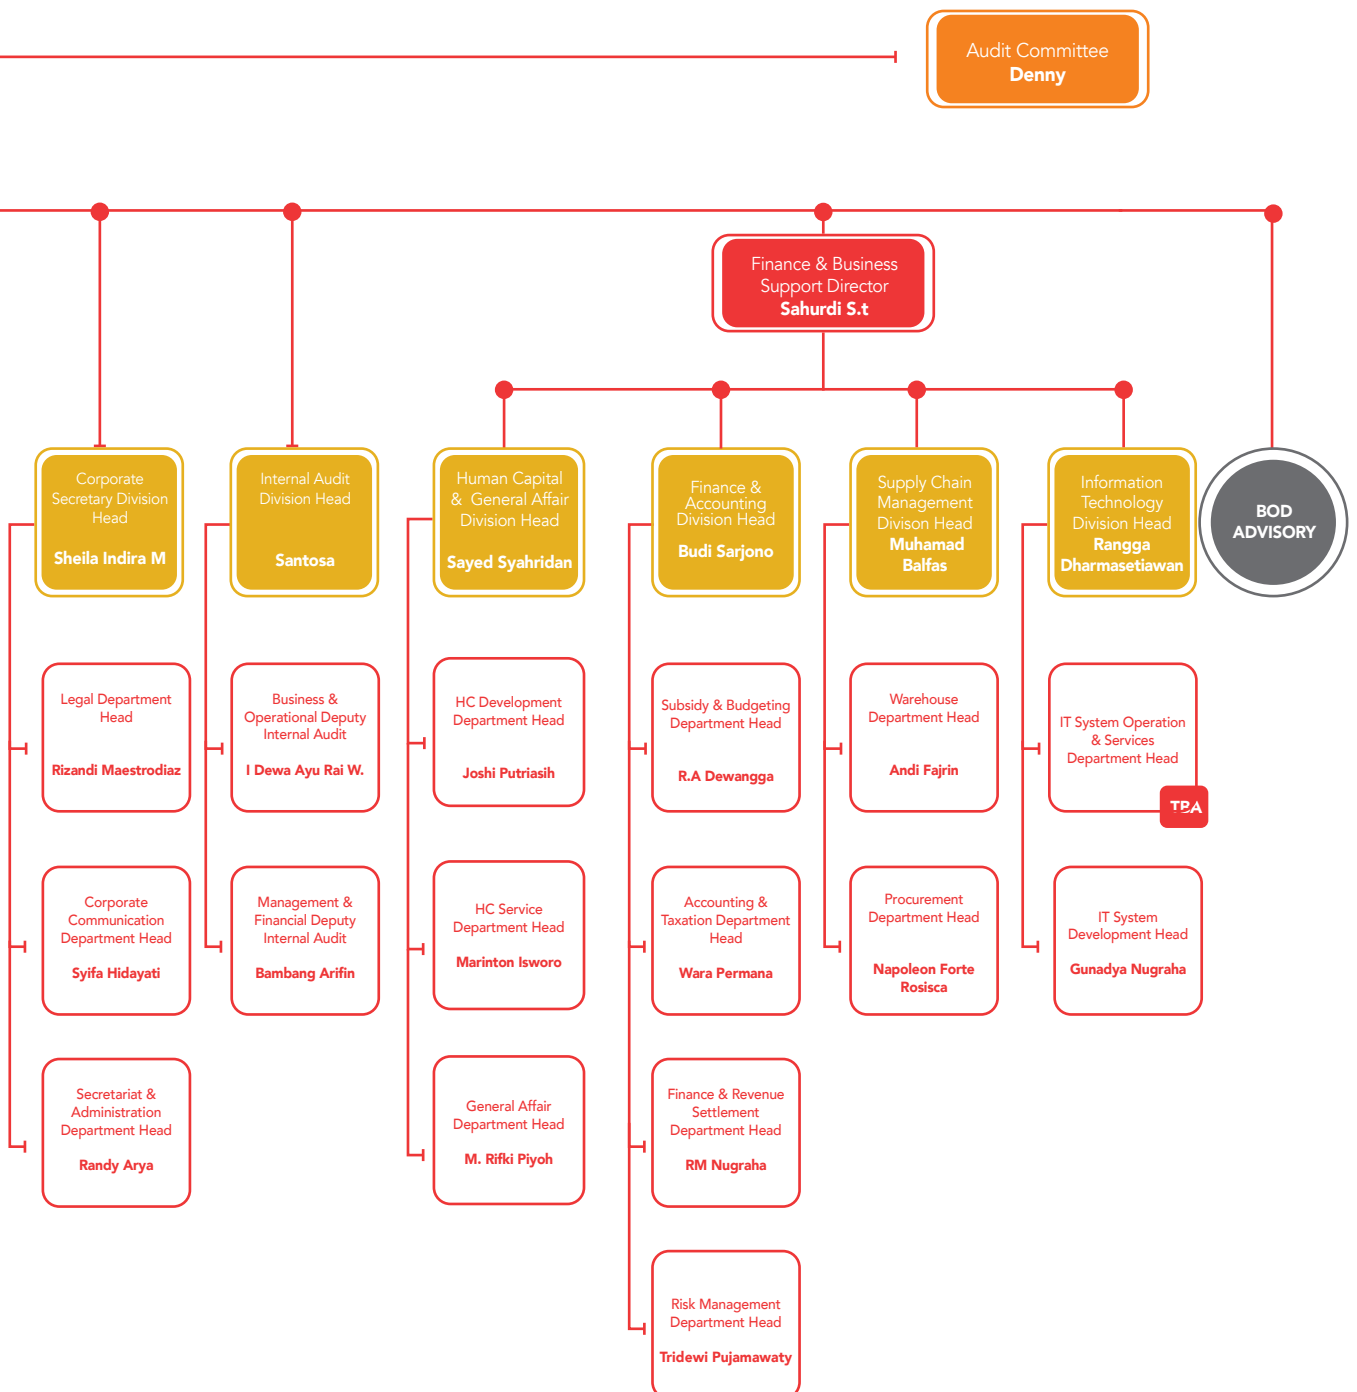 Audit Committee
Denny
Finance & Business
Support Director
Sahurdi S.t
Corporate
Secretary Division
Head
Sheila Indira M
Internal Audit
Division Head
Santosa
Human Capital
& General Affair
Division Head
Sayed Syahridan
Finance &
Accounting
Division Head
Budi Sarjono
Supply Chain
Management
Divison Head
Muhamad
Balfas
Information
Technology
Division Head
Rangga
Dharmasetiawan
BOD
ADVISORY
Legal Department
Head
Rizandi Maestrodiaz
Business &
Operational Deputy
Internal Audit
I Dewa Ayu Rai W.
HC Development
Department Head
Joshi Putriasih
Subsidy & Budgeting
Department Head
R.A Dewangga
Warehouse
Department Head
Andi Fajrin
IT System Operation
& Services
Department Head
TBA
Corporate
Communication
Department Head
Syifa Hidayati
Management &
Financial Deputy
Internal Audit
Bambang Arifin
HC Service
Department Head
Marinton Isworo
Accounting &
Taxation Department
Head
Wara Permana
Procurement
Department Head
Napoleon Forte
Rosisca
IT System
Development Head
Gunadya Nugraha
Secretariat &
Administration
Department Head
Randy Arya
General Affair
Department Head
M. Rifki Piyoh
Finance & Revenue
Settlement
Department Head
RM Nugraha
Risk Management
Department Head
Tridewi Pujamawaty